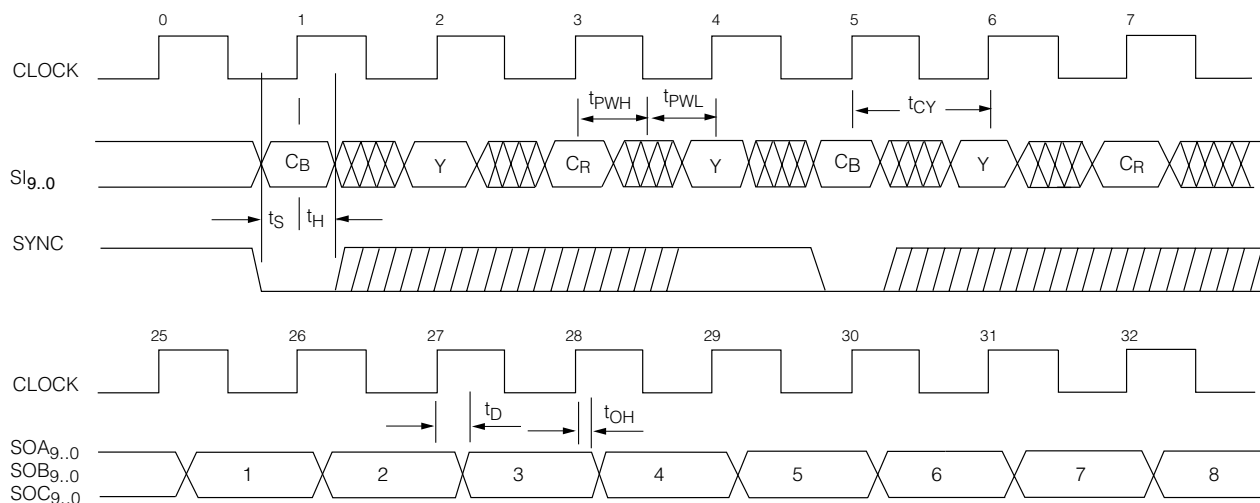 0 1 2 3 4 5 6 7
CLOCK
tPWH tPWL tCY
SI9..0 CB Y CR Y CB Y CR
tS tH
SYNC
25 26 27 28 29 30 31 32
CLOCK
tD tOH
SOA9..0
SOB9..0 1 2 3 4 5 6 7 8
SOC9..0